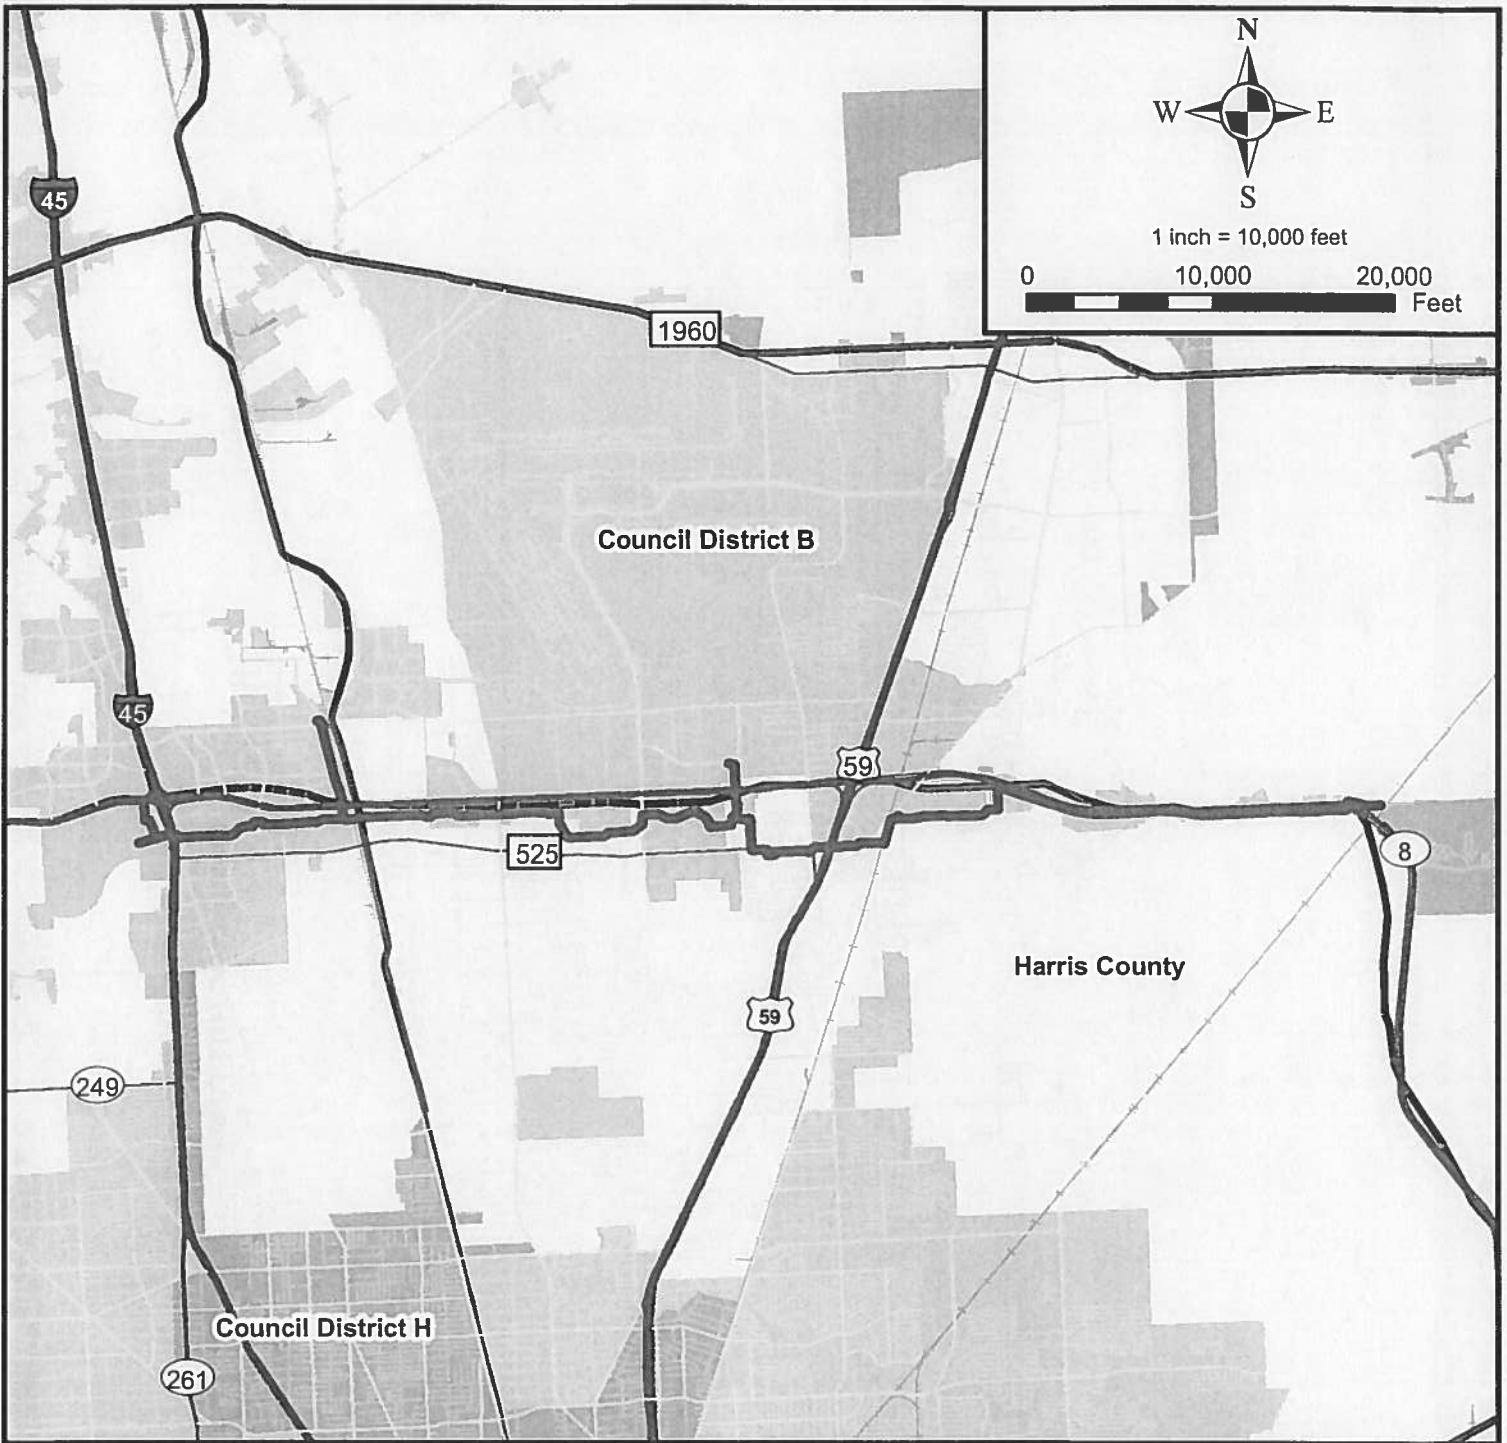 N
W E
S
1 inch = 10,000 feet
0 10,000 20,000
Feet
45
1960
Council District B
45
59
525
8
Harris County
59
249
Council District H
261